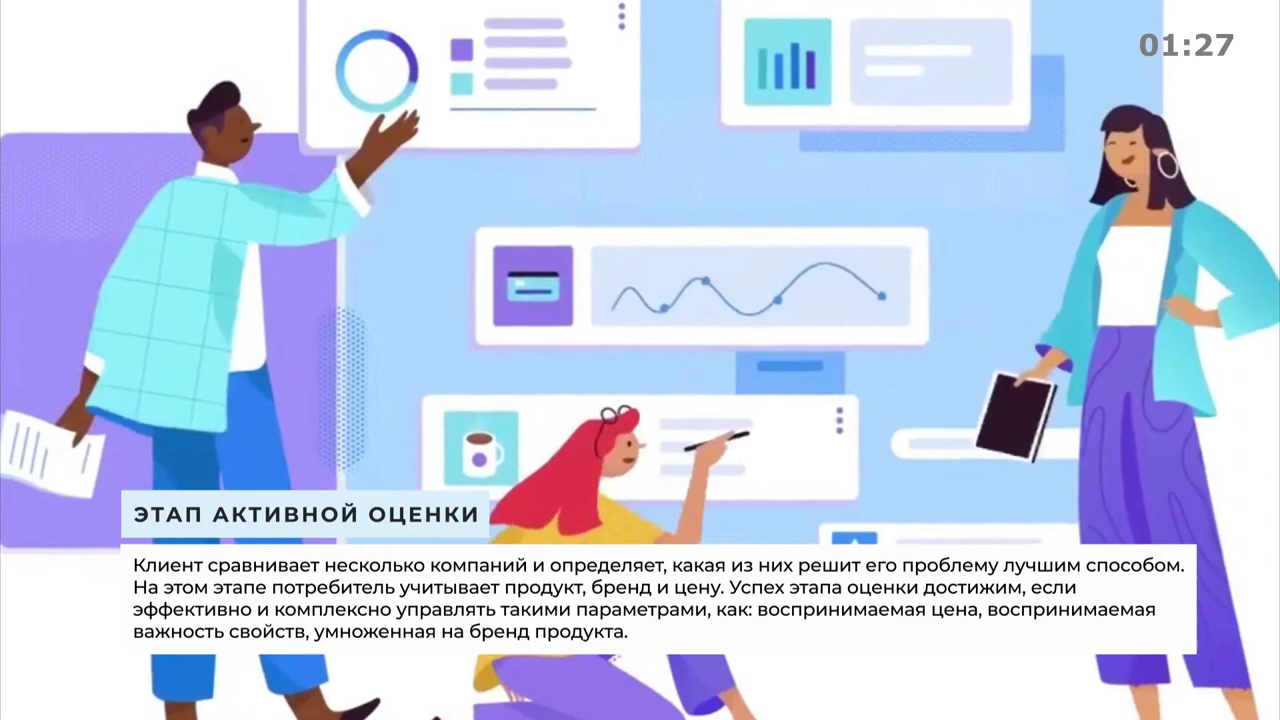 01:27
ЭТАП АКТИВНОЙ ОЦЕНКИ
Клиент сравнивает несколько компаний и определяет, какая из них решит его проблему лучшим способом.
На этом этапе потребитель учитывает продукт, бренд и цену. Успех этапа оценки достижим, если
эффективно и комплексно управлять такими параметрами, как: воспринимаемая цена, воспринимаемая
важность свойств, умноженная на бренд продукта.